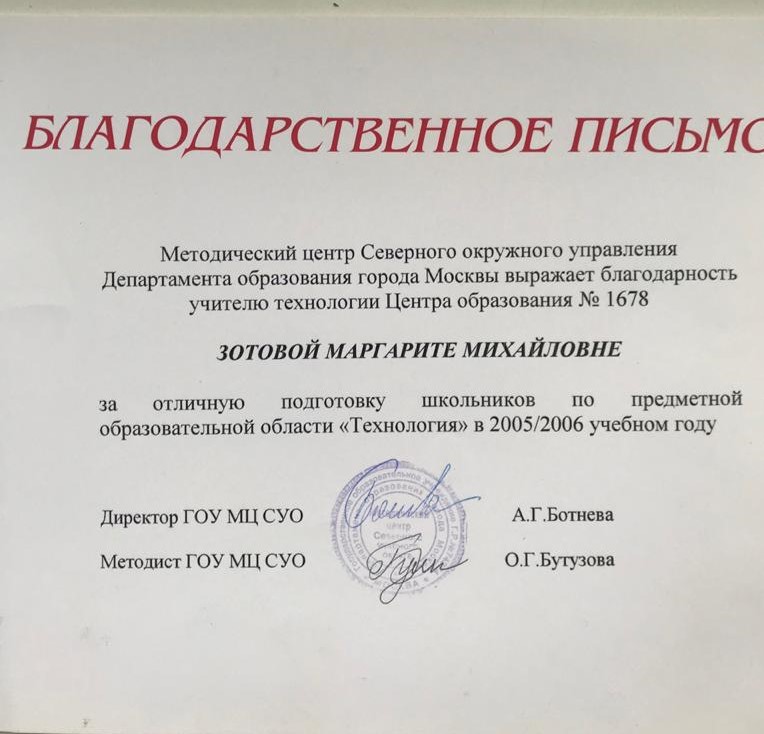 БЛАГОДАРСТВЕННОЕ ПИСЬМО
Методический центр Северного окружного управления
Департамента образования города Москвы выражает благодарность
учителю технологии Центра образования № 1678
ЗОТОВОЙ МАРГАРИТЕ МИХАЙЛОВНЕ
за отличную подготовку школьников по предметной
образовательной области «Технология» в 2005/2006 учебном году
Директор ГОУ МЦ СУО А.Г.Ботнева
Методист ГОУ МЦ СУО О.Г.Бутузова